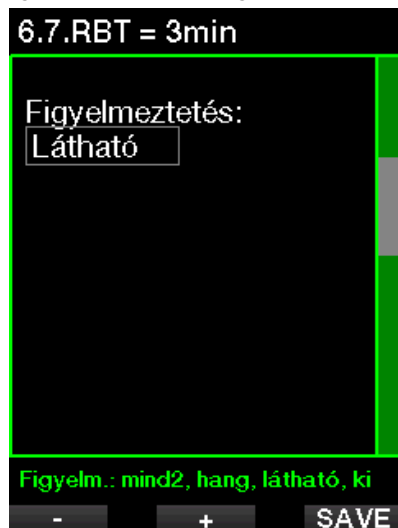 6.7.RBT = 3min
Figyelmeztetés:
Látható
Figyelm.: mind2, hang, látható, ki
- + SAVE